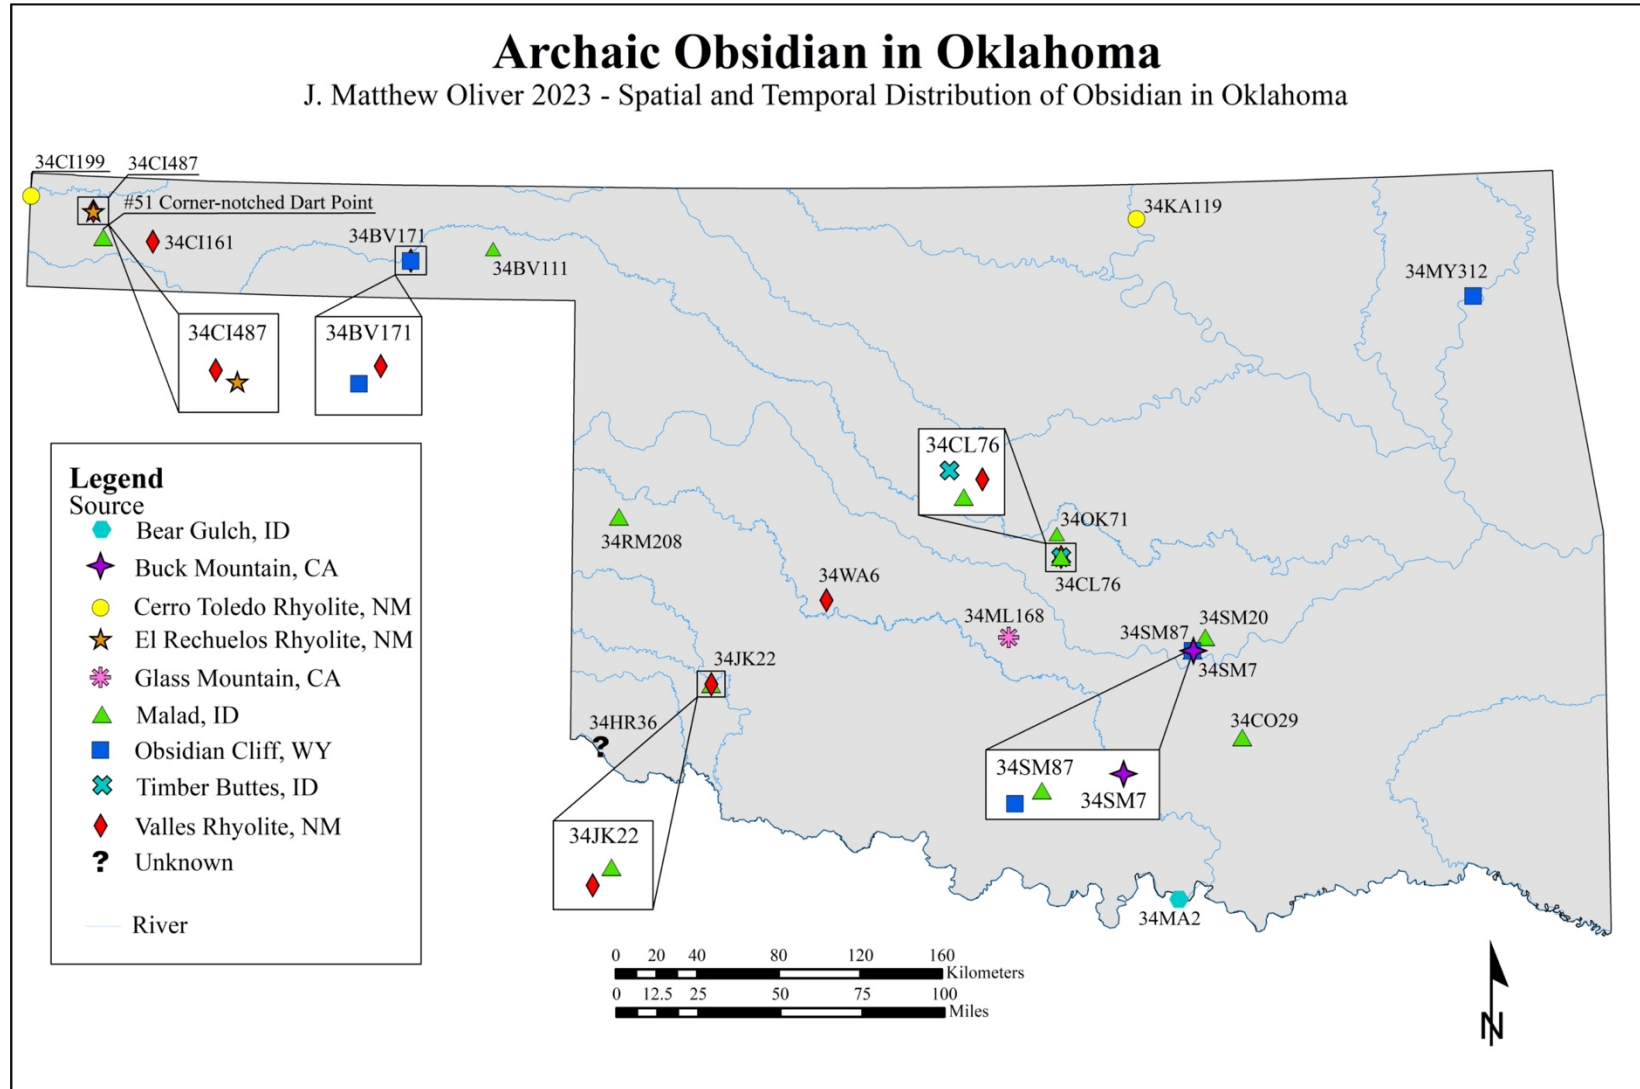 Archaic Obsidian in Oklahoma
J. Matthew Oliver 2023 - Spatial and Temporal Distribution of Obsidian in Oklahoma
34CI199
34CI487
#51 Corner-notched Dart Point
34CI161
34BV171
34BV111
34KA119
34MY312
34CI487
34BV171
34CL76
34OK71
34CL76
34RM208
34WA6
34ML168
34SM20
34SM87
34SM7
34JK22
34HR36
34CO29
34SM87
34SM7
34JK22
34MA2
Legend
Source
Bear Gulch, ID
Buck Mountain, CA
Cerro Toledo Rhyolite, NM
El Rechuelos Rhyolite, NM
Glass Mountain, CA
Malad, ID
Obsidian Cliff, WY
Timber Buttes, ID
Valles Rhyolite, NM
? Unknown
River
?
0 20 40 80 120 160
Kilometers
0 12.5 25 50 75 100
Miles
N